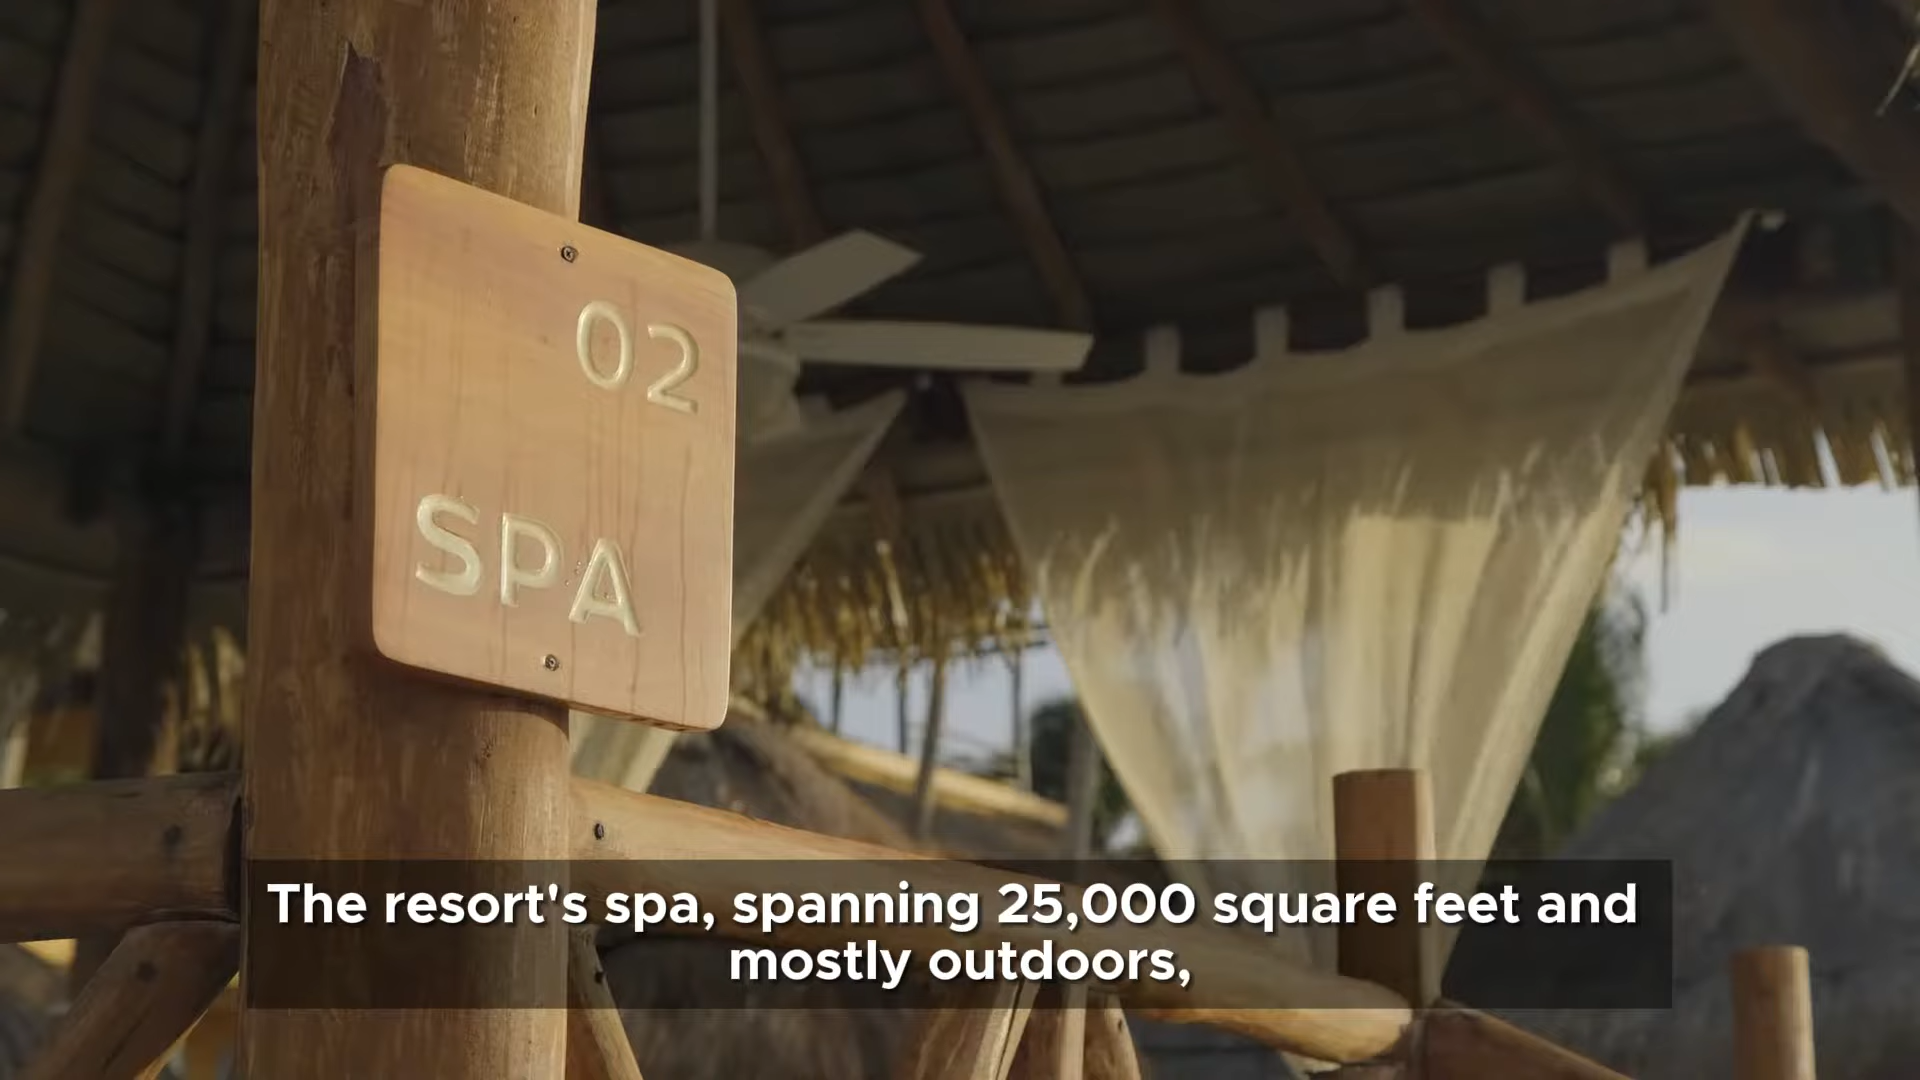 02
SPA
The resort's spa, spanning 25,000 square feet and
mostly outdoors,